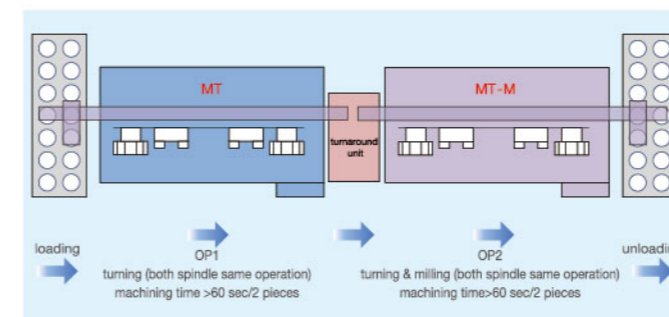 MT
MT-M
turnaround
unit
loading
OP1
turning (both spindle same operation)
machining time >60 sec/2 pieces
OP2
turning & milling (both spindle same operation)
machining time>60 sec/2 pieces